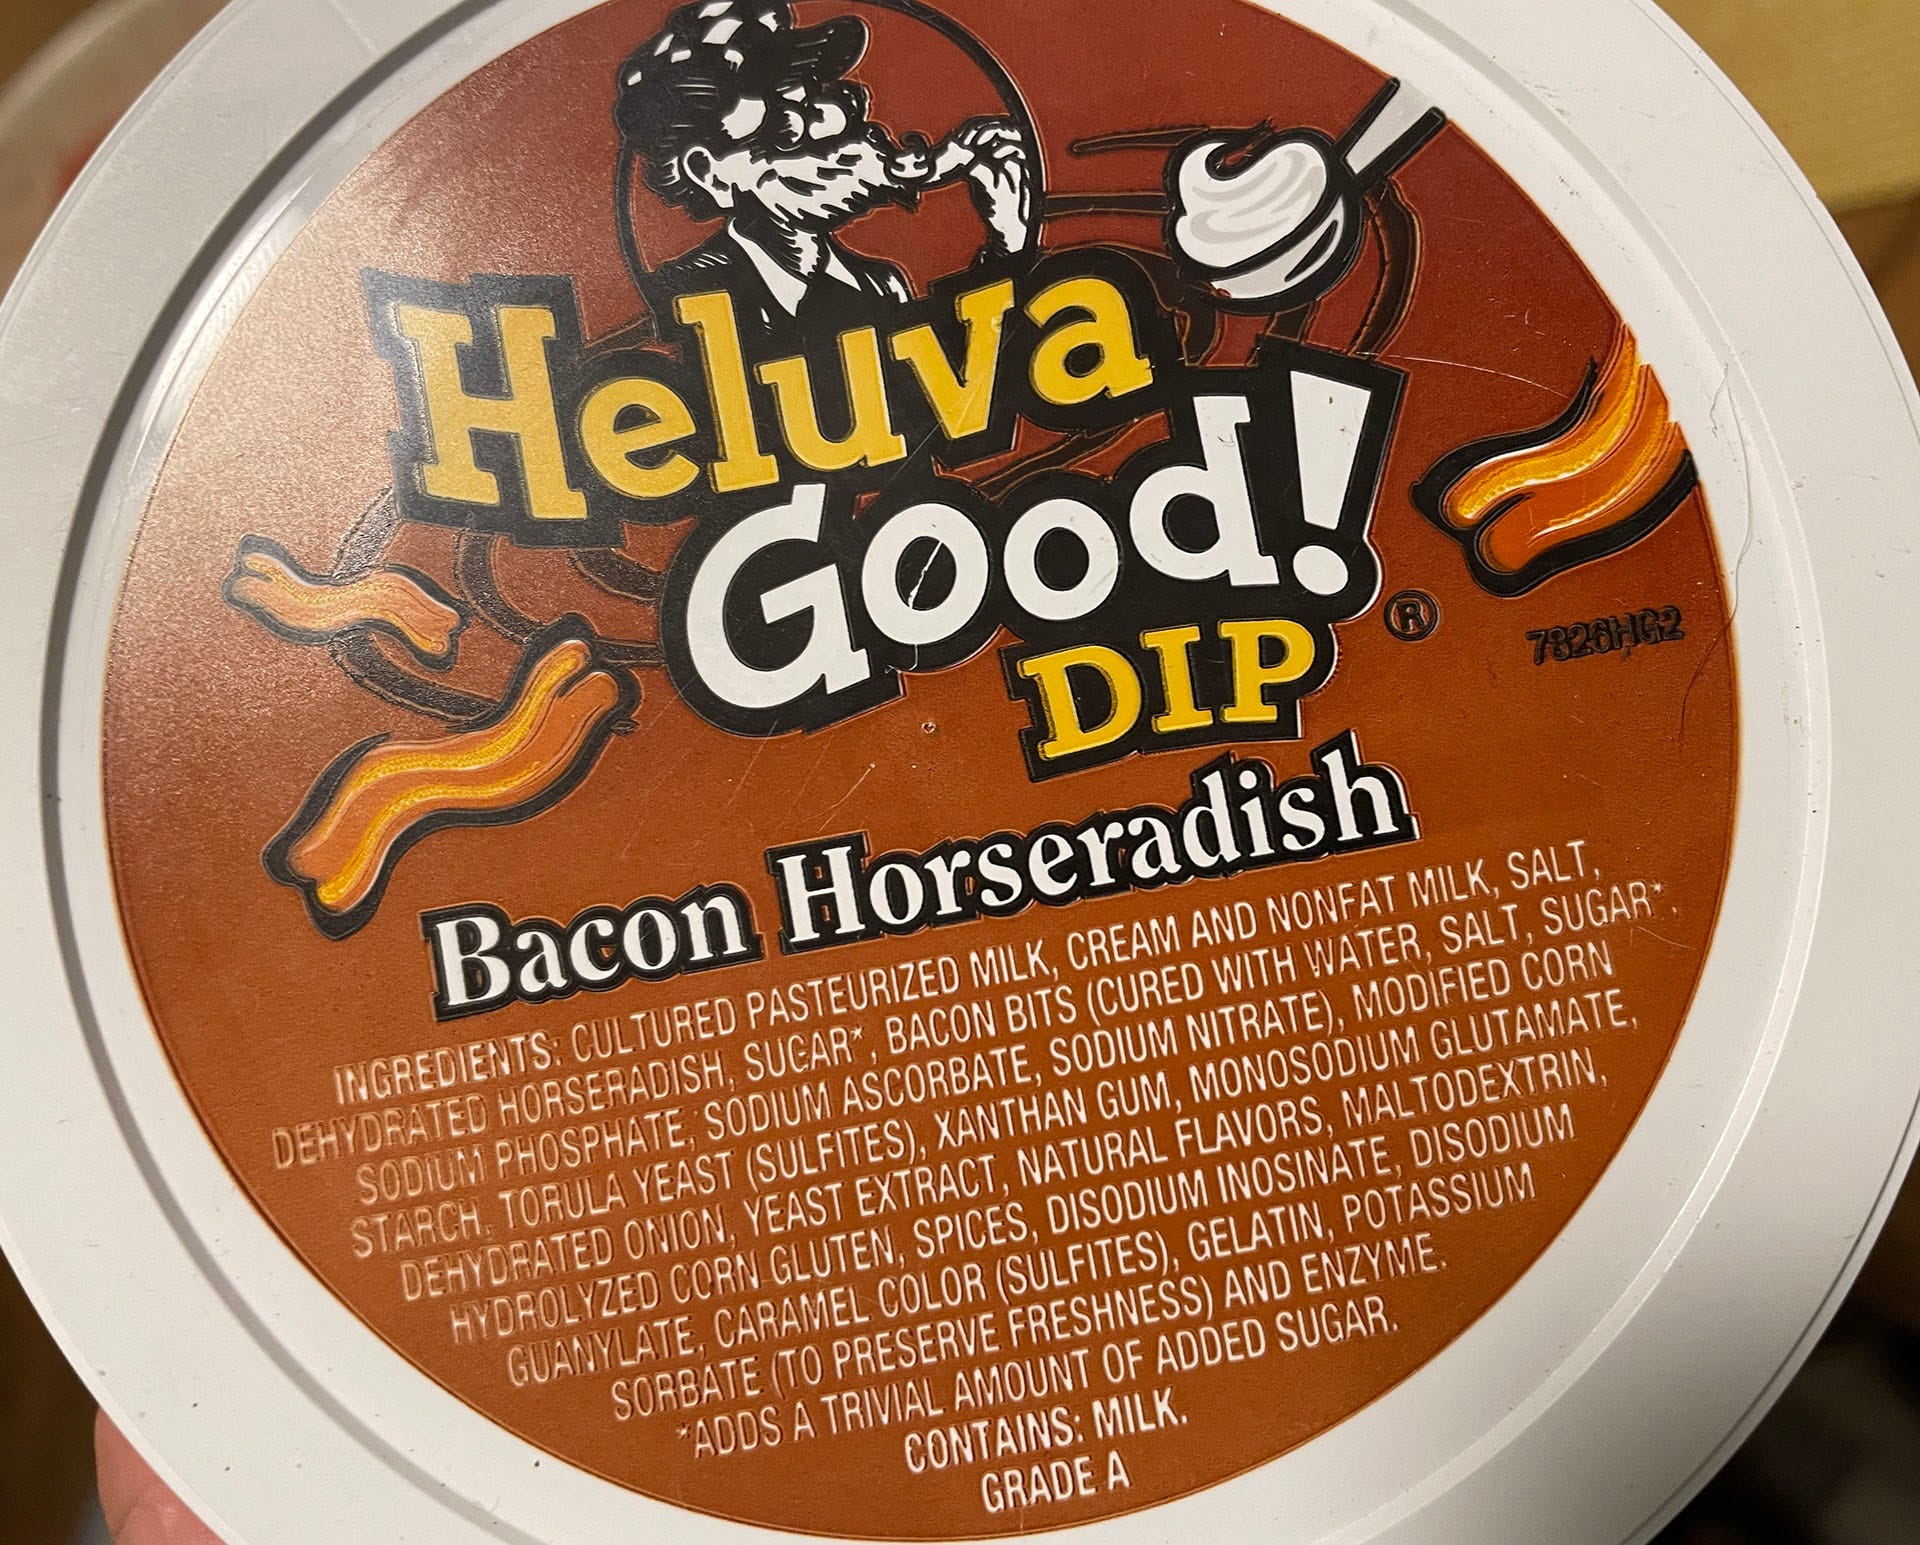 Heluva
Good!
DIP ®
7826HG2
Bacon Horseradish
INGREDIENTS: CULTURED PASTEURIZED MILK, CREAM AND NONFAT MILK, SALT,
DEHYDRATED HORSERADISH, SUGAR*, BACON BITS (CURED WITH WATER, SALT, SUGAR*,
SODIUM PHOSPHATE, SODIUM ASCORBATE, SODIUM NITRATE), MODIFIED CORN
STARCH, TORULA YEAST (SULFITES), XANTHAN GUM, MONOSODIUM GLUTAMATE,
DEHYDRATED ONION, YEAST EXTRACT, NATURAL FLAVORS, MALTODEXTRIN,
HYDROLYZED CORN GLUTEN, SPICES, DISODIUM INOSINATE, DISODIUM
GUANYLATE, CARAMEL COLOR (SULFITES), GELATIN, POTASSIUM
SORBATE (TO PRESERVE FRESHNESS) AND ENZYME.
*ADDS A TRIVIAL AMOUNT OF ADDED SUGAR.
CONTAINS: MILK.
GRADE A